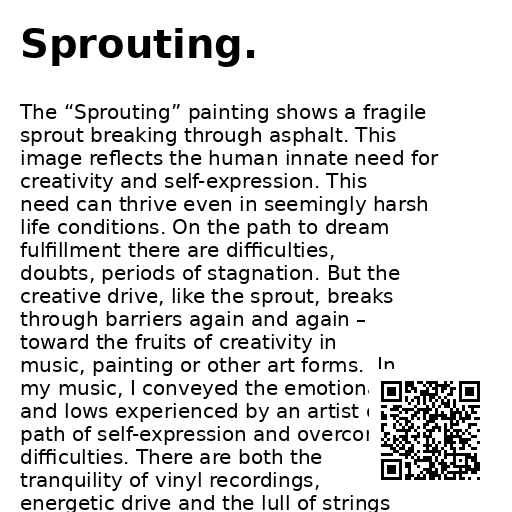 Sprouting.
The “Sprouting” painting shows a fragile
sprout breaking through asphalt. This
image reflects the human innate need for
creativity and self-expression. This
need can thrive even in seemingly harsh
life conditions. On the path to dream
fulfillment there are difficulties,
doubts, periods of stagnation. But the
creative drive, like the sprout, breaks
through barriers again and again –
toward the fruits of creativity in
music, painting or other art forms.  In
my music, I conveyed the
and lows experienced by an artist
path of self-expression and
difficulties. There are both the
tranquility of vinyl recordings,
energetic drive and the lull of strings